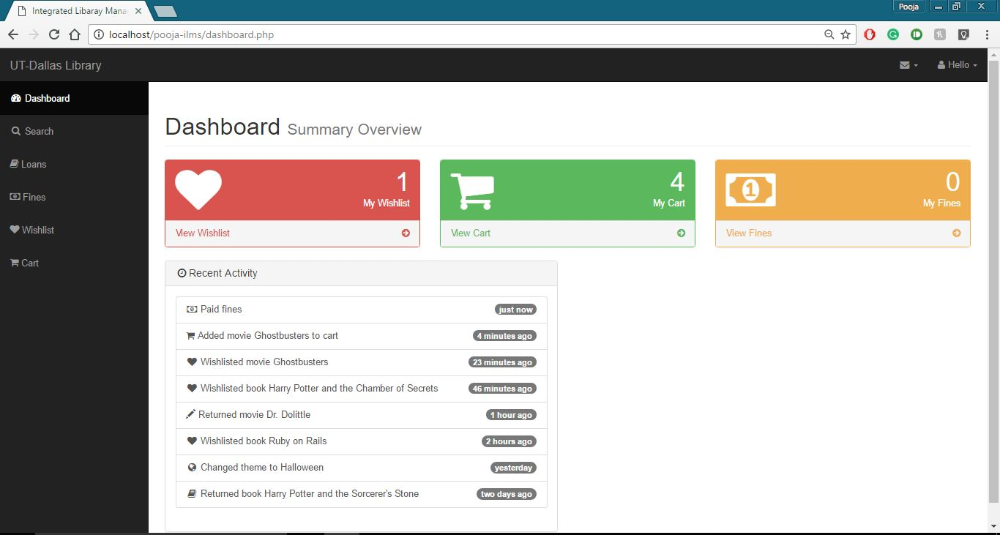 Integrated Libaray Mana
Pooja
localhost/pooja-ilms/dashboard.php
UT-Dallas Library
Hello
Dashboard
Search
Loans
Fines
Wishlist
Cart
Dashboard Summary Overview
1
My Wishlist
View Wishlist
4
My Cart
View Cart
1
0
My Fines
View Fines
Recent Activity
Paid fines just now
Added movie Ghostbusters to cart 4 minutes ago
Wishlisted movie Ghostbusters 23 minutes ago
Wishlisted book Harry Potter and the Chamber of Secrets 46 minutes ago
Returned movie Dr. Dolittle 1 hour ago
Wishlisted book Ruby on Rails 2 hours ago
Changed theme to Halloween yesterday
Returned book Harry Potter and the Sorcerer's Stone two days ago